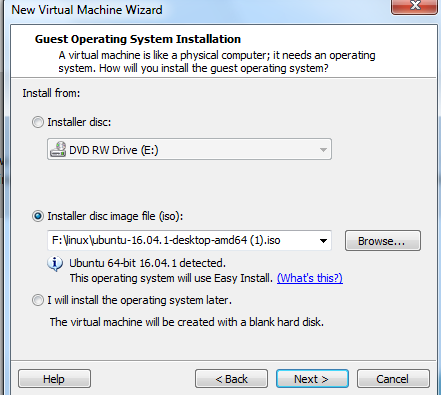 New Virtual Machine Wizard
Guest Operating System Installation
A virtual machine is like a physical computer; it needs an operating
system. How will you install the guest operating system?
Install from:
Installer disc:
DVD RW Drive (E:)
Installer disc image file (iso):
F:\linux\ubuntu-16.04.1-desktop-amd64 (1).iso
Browse...
Ubuntu 64-bit 16.04.1 detected.
This operating system will use Easy Install. (What's this?)
I will install the operating system later.
The virtual machine will be created with a blank hard disk.
Help
< Back
Next >
Cancel